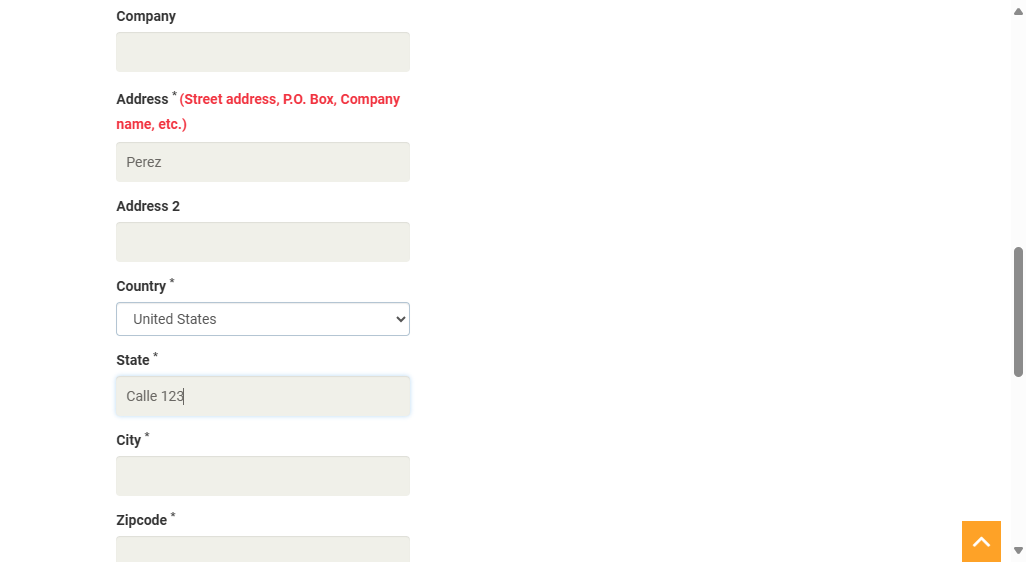 Company
Address * (Street address, P.O. Box, Company
name, etc.)
Perez
Address 2
Country *
United States
State *
Calle 123
City *
Zipcode *